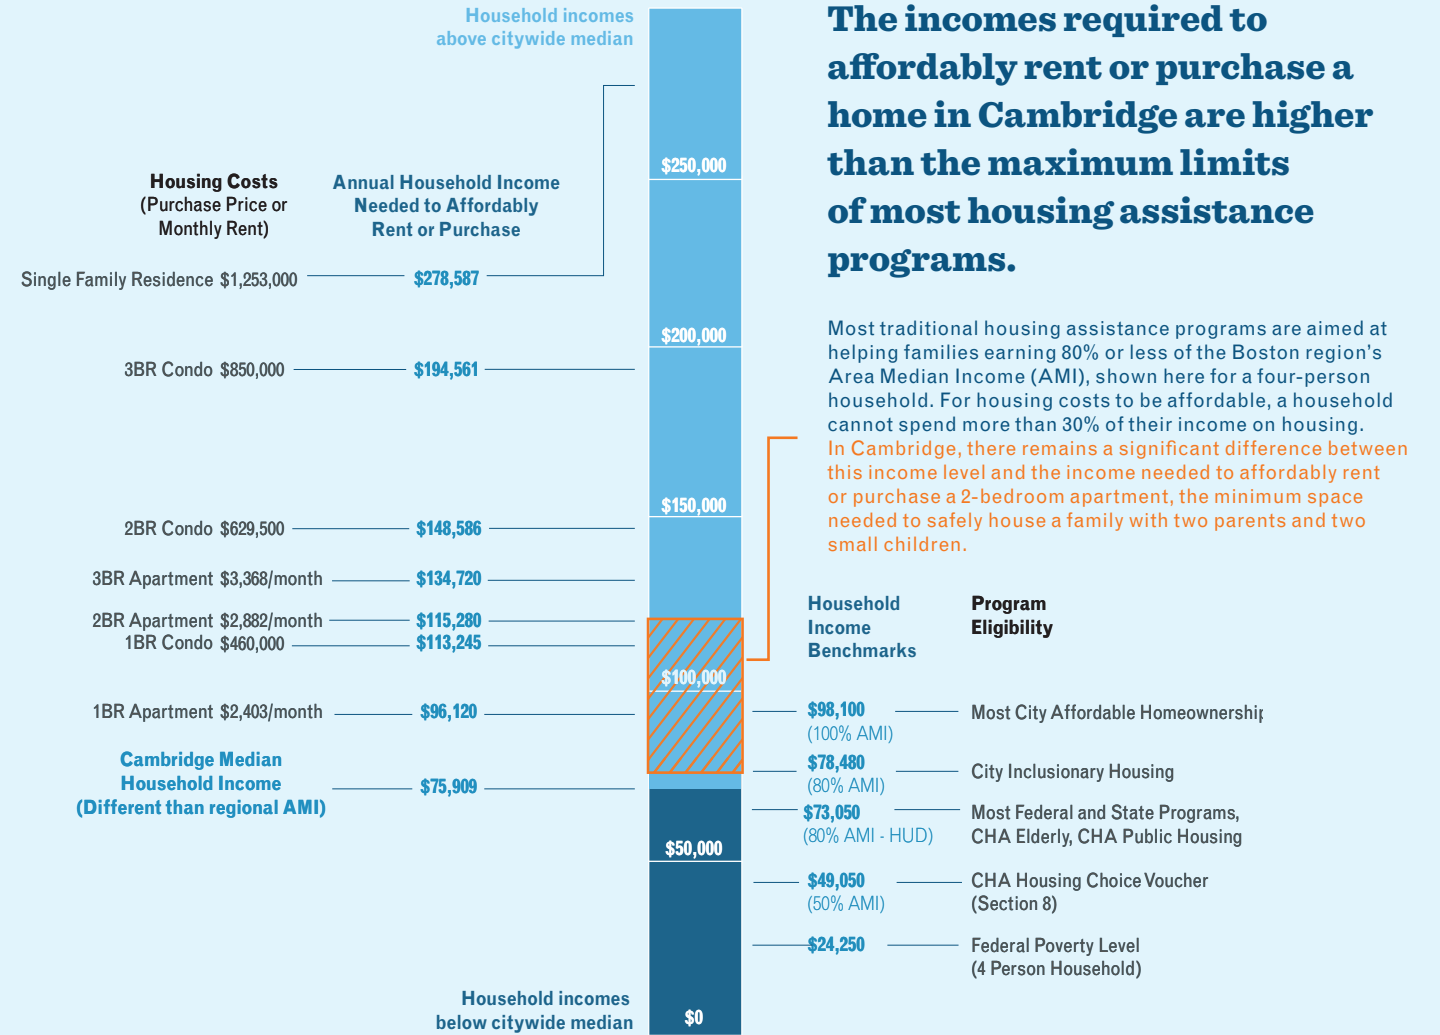 Household incomes
above citywide median
Housing Costs
(Purchase Price or
Monthly Rent)
Annual Household Income
Needed to Affordably
Rent or Purchase
Single Family Residence $1,253,000 $278,587
3BR Condo $850,000 $194,561
2BR Condo $629,500 $148,586
3BR Apartment $3,368/month $134,720
2BR Apartment $2,882/month $115,280
1BR Condo $460,000 $113,245
1BR Apartment $2,403/month $96,120
Cambridge Median
Household Income
(Different than regional AMI)
$75,909
Household incomes
below citywide median
$250,000
$200,000
$150,000
$100,000
$50,000
$0
The incomes required to
affordably rent or purchase a
home in Cambridge are higher
than the maximum limits
of most housing assistance
programs.
Most traditional housing assistance programs are aimed at
helping families earning 80% or less of the Boston region’s
Area Median Income (AMI), shown here for a four-person
household. For housing costs to be affordable, a household
cannot spend more than 30% of their income on housing.
In Cambridge, there remains a significant difference between
this income level and the income needed to affordably rent
or purchase a 2-bedroom apartment, the minimum space
needed to safely house a family with two parents and two
small children.
Household
Income
Benchmarks
Program
Eligibility
$98,100
(100% AMI)
Most City Affordable Homeownership
$78,480
(80% AMI)
City Inclusionary Housing
$73,050
(80% AMI - HUD)
Most Federal and State Programs,
CHA Elderly, CHA Public Housing
$49,050
(50% AMI)
CHA Housing Choice Voucher
(Section 8)
$24,250
Federal Poverty Level
(4 Person Household)